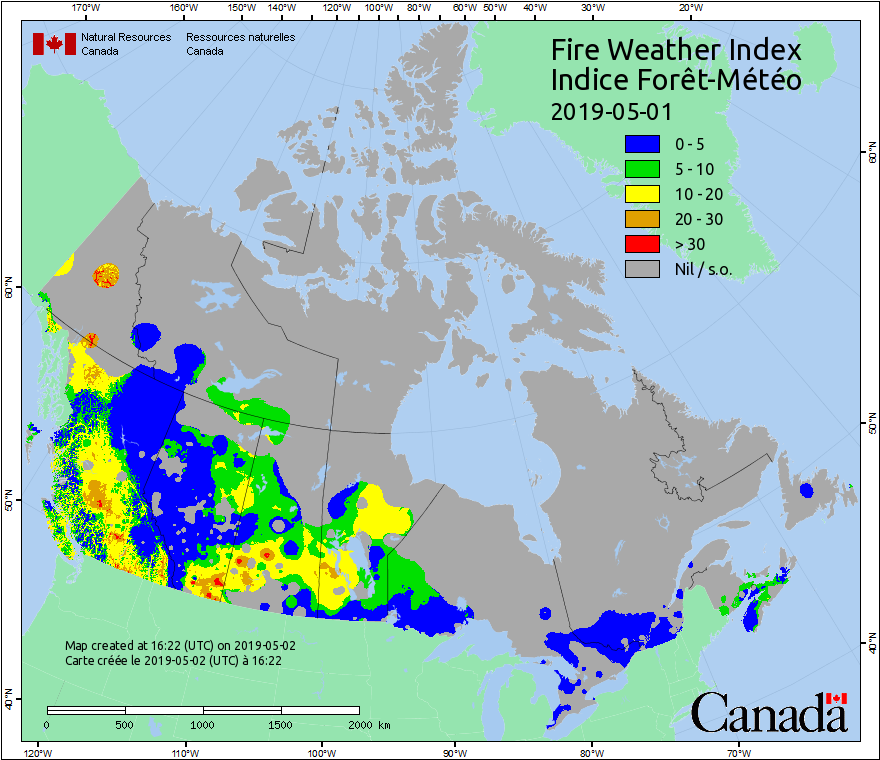 170°W 160°W 150°W 140°W 120°W 100°W 80°W 60°W 50°W 40°W 30°W 20°W
Natural Resources Ressources naturelles
Canada Canada
Fire Weather Index
Indice Forêt-Météo
2019-05-01
0 - 5
5 - 10
10 - 20
20 - 30
> 30
Nil / s.o.
60°N 60°N
50°N 50°N
40°N 40°N
Map created at 16:22 (UTC) on 2019-05-02
Carte créée le 2019-05-02 (UTC) à 16:22
0 500 1000 1500 2000 km
Canada
120°W 110°W 100°W 90°W 80°W 70°W